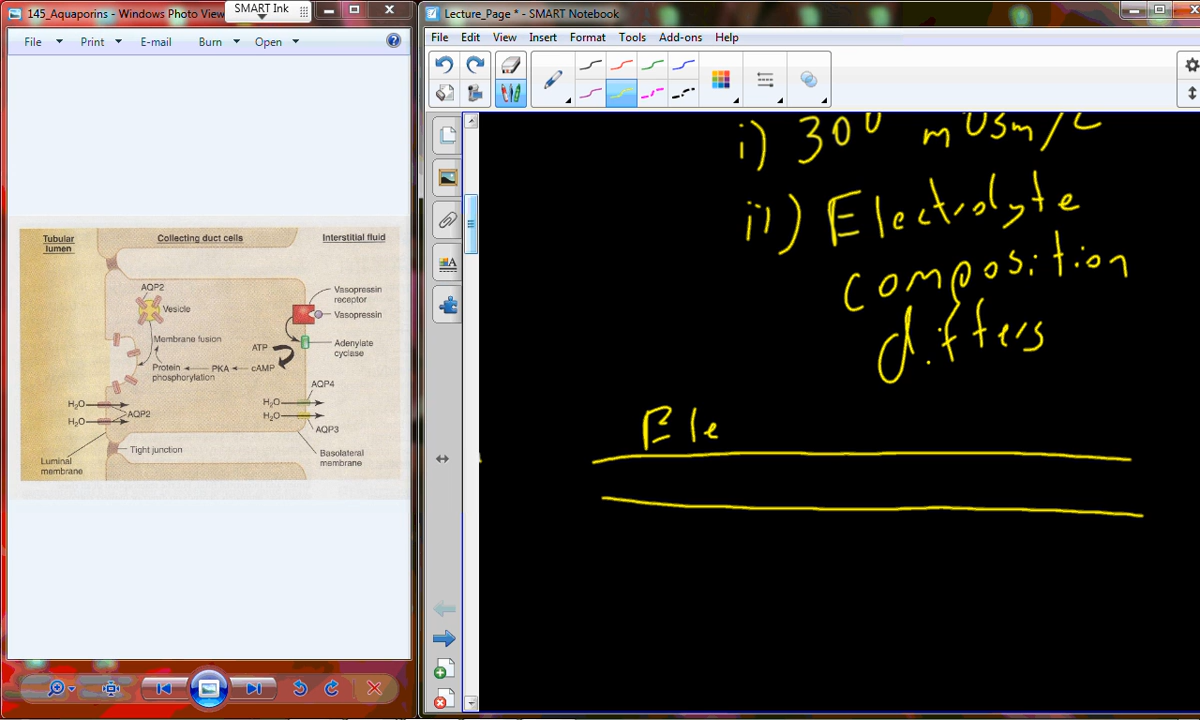 145_Aquaporins - Windows Photo View
SMART Ink
File Print E-mail Burn Open
Tubular
lumen
Collecting duct cells
Interstitial fluid
AQP2
Vesicle
Vasopressin
receptor
Vasopressin
Membrane fusion
ATP
Adenylate
cyclase
Protein
phosphorylation
PKA
cAMP
AQP4
H₂O
H₂O
AQP2
H₂O
H₂O
AQP3
Luminal
membrane
Tight junction
Basolateral
membrane
Lecture_Page * - SMART Notebook
File Edit View Insert Format Tools Add-ons Help
i) 300 mOsm/L
ii) Electrolyte
composition
differs
Ele